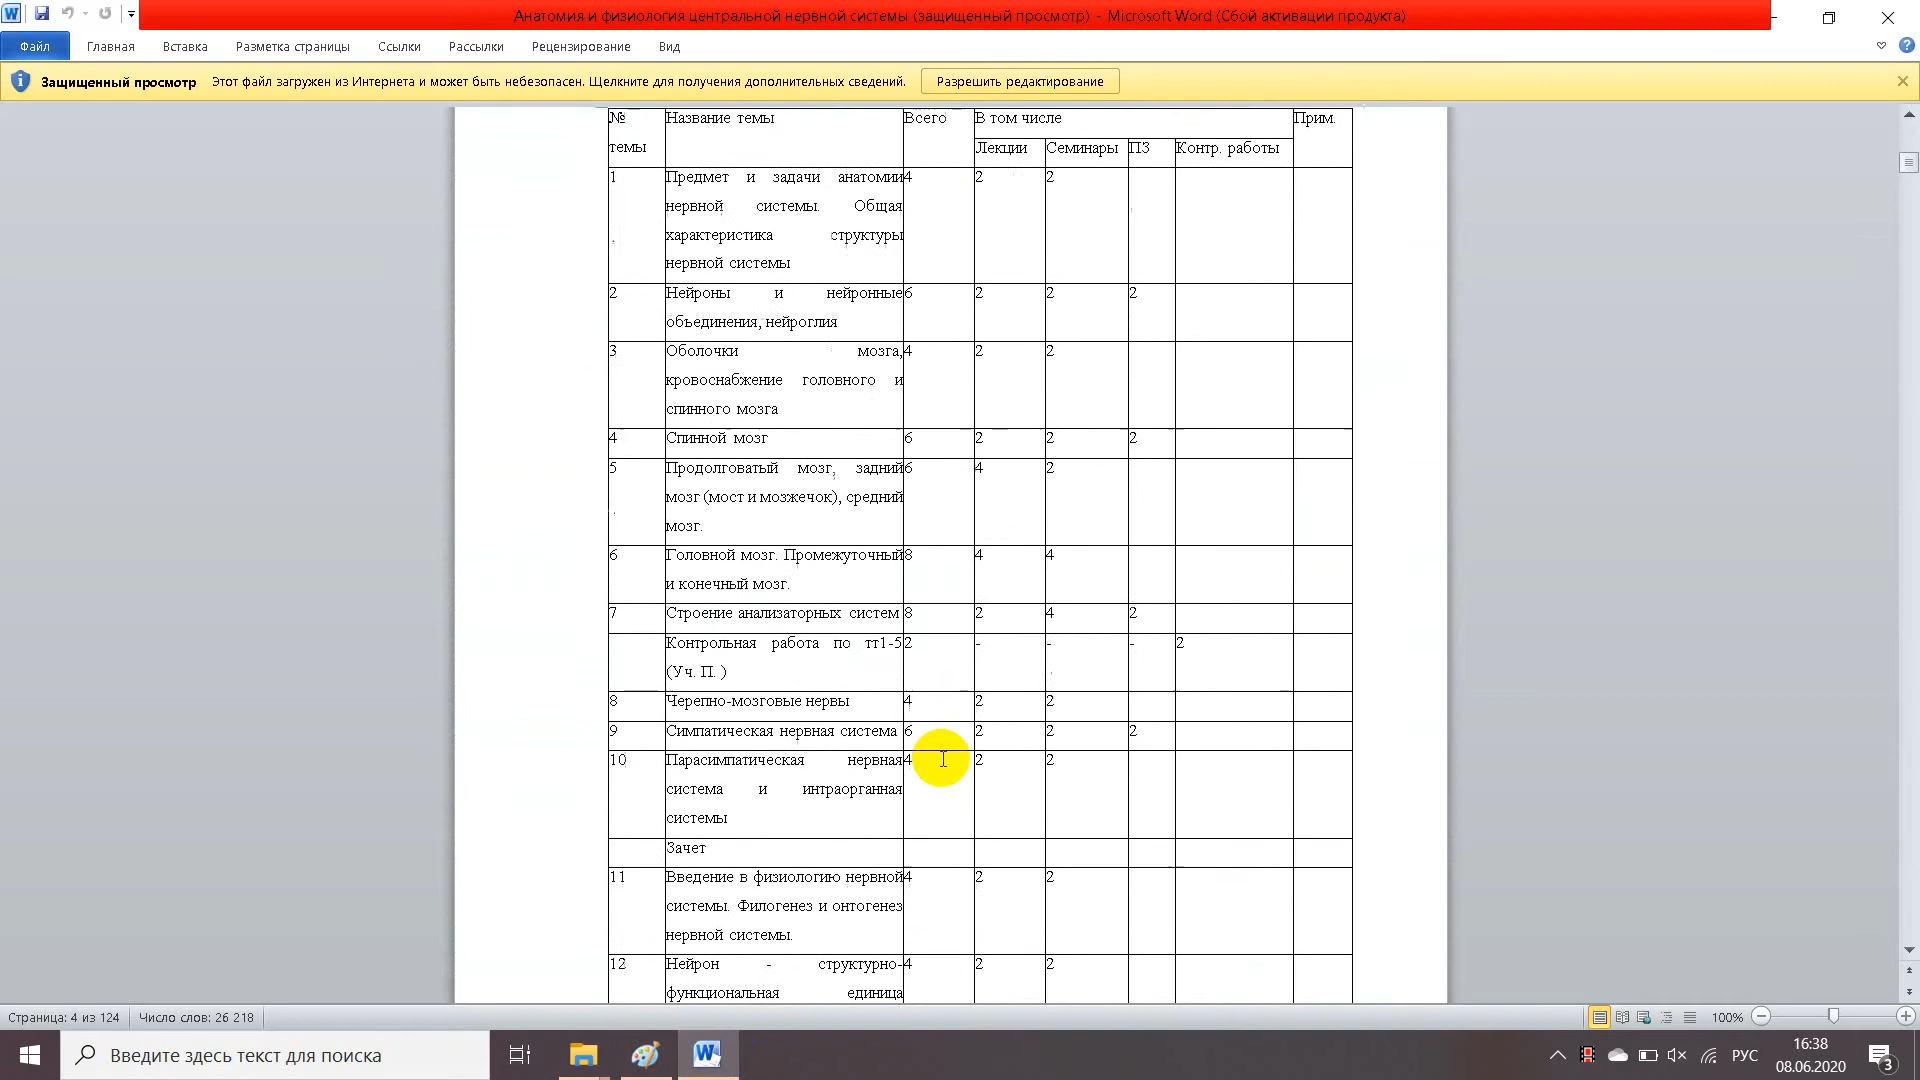 Анатомия и физиология центральной нервной системы (защищенный просмотр) - Microsoft Word (Сбой активации продукта)
Файл Главная Вставка Разметка страницы Ссылки Рассылки Рецензирование Вид
Защищенный просмотр Этот файл загружен из Интернета и может быть небезопасен. Щелкните для получения дополнительных сведений. Разрешить редактирование
№ Название темы Всего В том числе Прим.
темы Лекции Семинары ПЗ Контр. работы
1 Предмет и задачи анатомии 4 2 2
нервной системы. Общая
характеристика структуры
нервной системы
2 Нейроны и нейронные 6 2 2 2
объединения, нейроглия
3 Оболочки мозга, 4 2 2
кровоснабжение головного и
спинного мозга
4 Спинной мозг 6 2 2 2
5 Продолговатый мозг, задний 6 4 2
мозг (мост и мозжечок), средний
мозг.
6 Головной мозг. Промежуточный 8 4 4
и конечный мозг.
7 Строение анализаторных систем 8 2 4 2
Контрольная работа по тт1-5 2 - - - 2
(Уч. П. )
8 Черепно-мозговые нервы 4 2 2
9 Симпатическая нервная система 6 2 2 2
10 Парасимпатическая нервная 4 2 2
система и интраорганная
системы
Зачет
11 Введение в физиологию нервной 4 2 2
системы. Филогенез и онтогенез
нервной системы.
12 Нейрон - структурно- 4 2 2
функциональная единица
Страница: 4 из 124 Число слов: 26 218 100%
Введите здесь текст для поиска РУС 16:38
08.06.2020 3